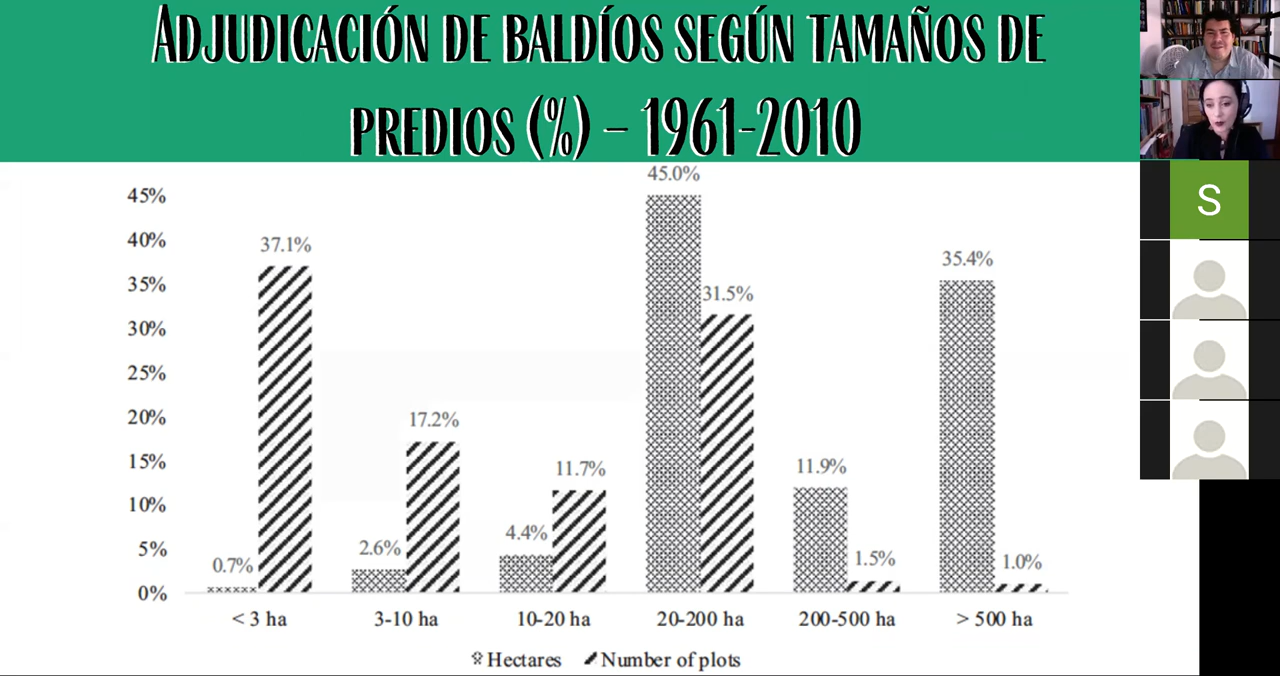 ADJUDICACIÓN DE BALDÍOS SEGÚN TAMAÑOS DE
PREDIOS (%) – 1961-2010
45%
40%
35%
30%
25%
20%
15%
10%
5%
0%
0.7%
37.1%
2.6%
17.2%
4.4%
11.7%
45.0%
31.5%
11.9%
1.5%
35.4%
1.0%
< 3 ha
3-10 ha
10-20 ha
20-200 ha
200-500 ha
> 500 ha
Hectares
Number of plots
S